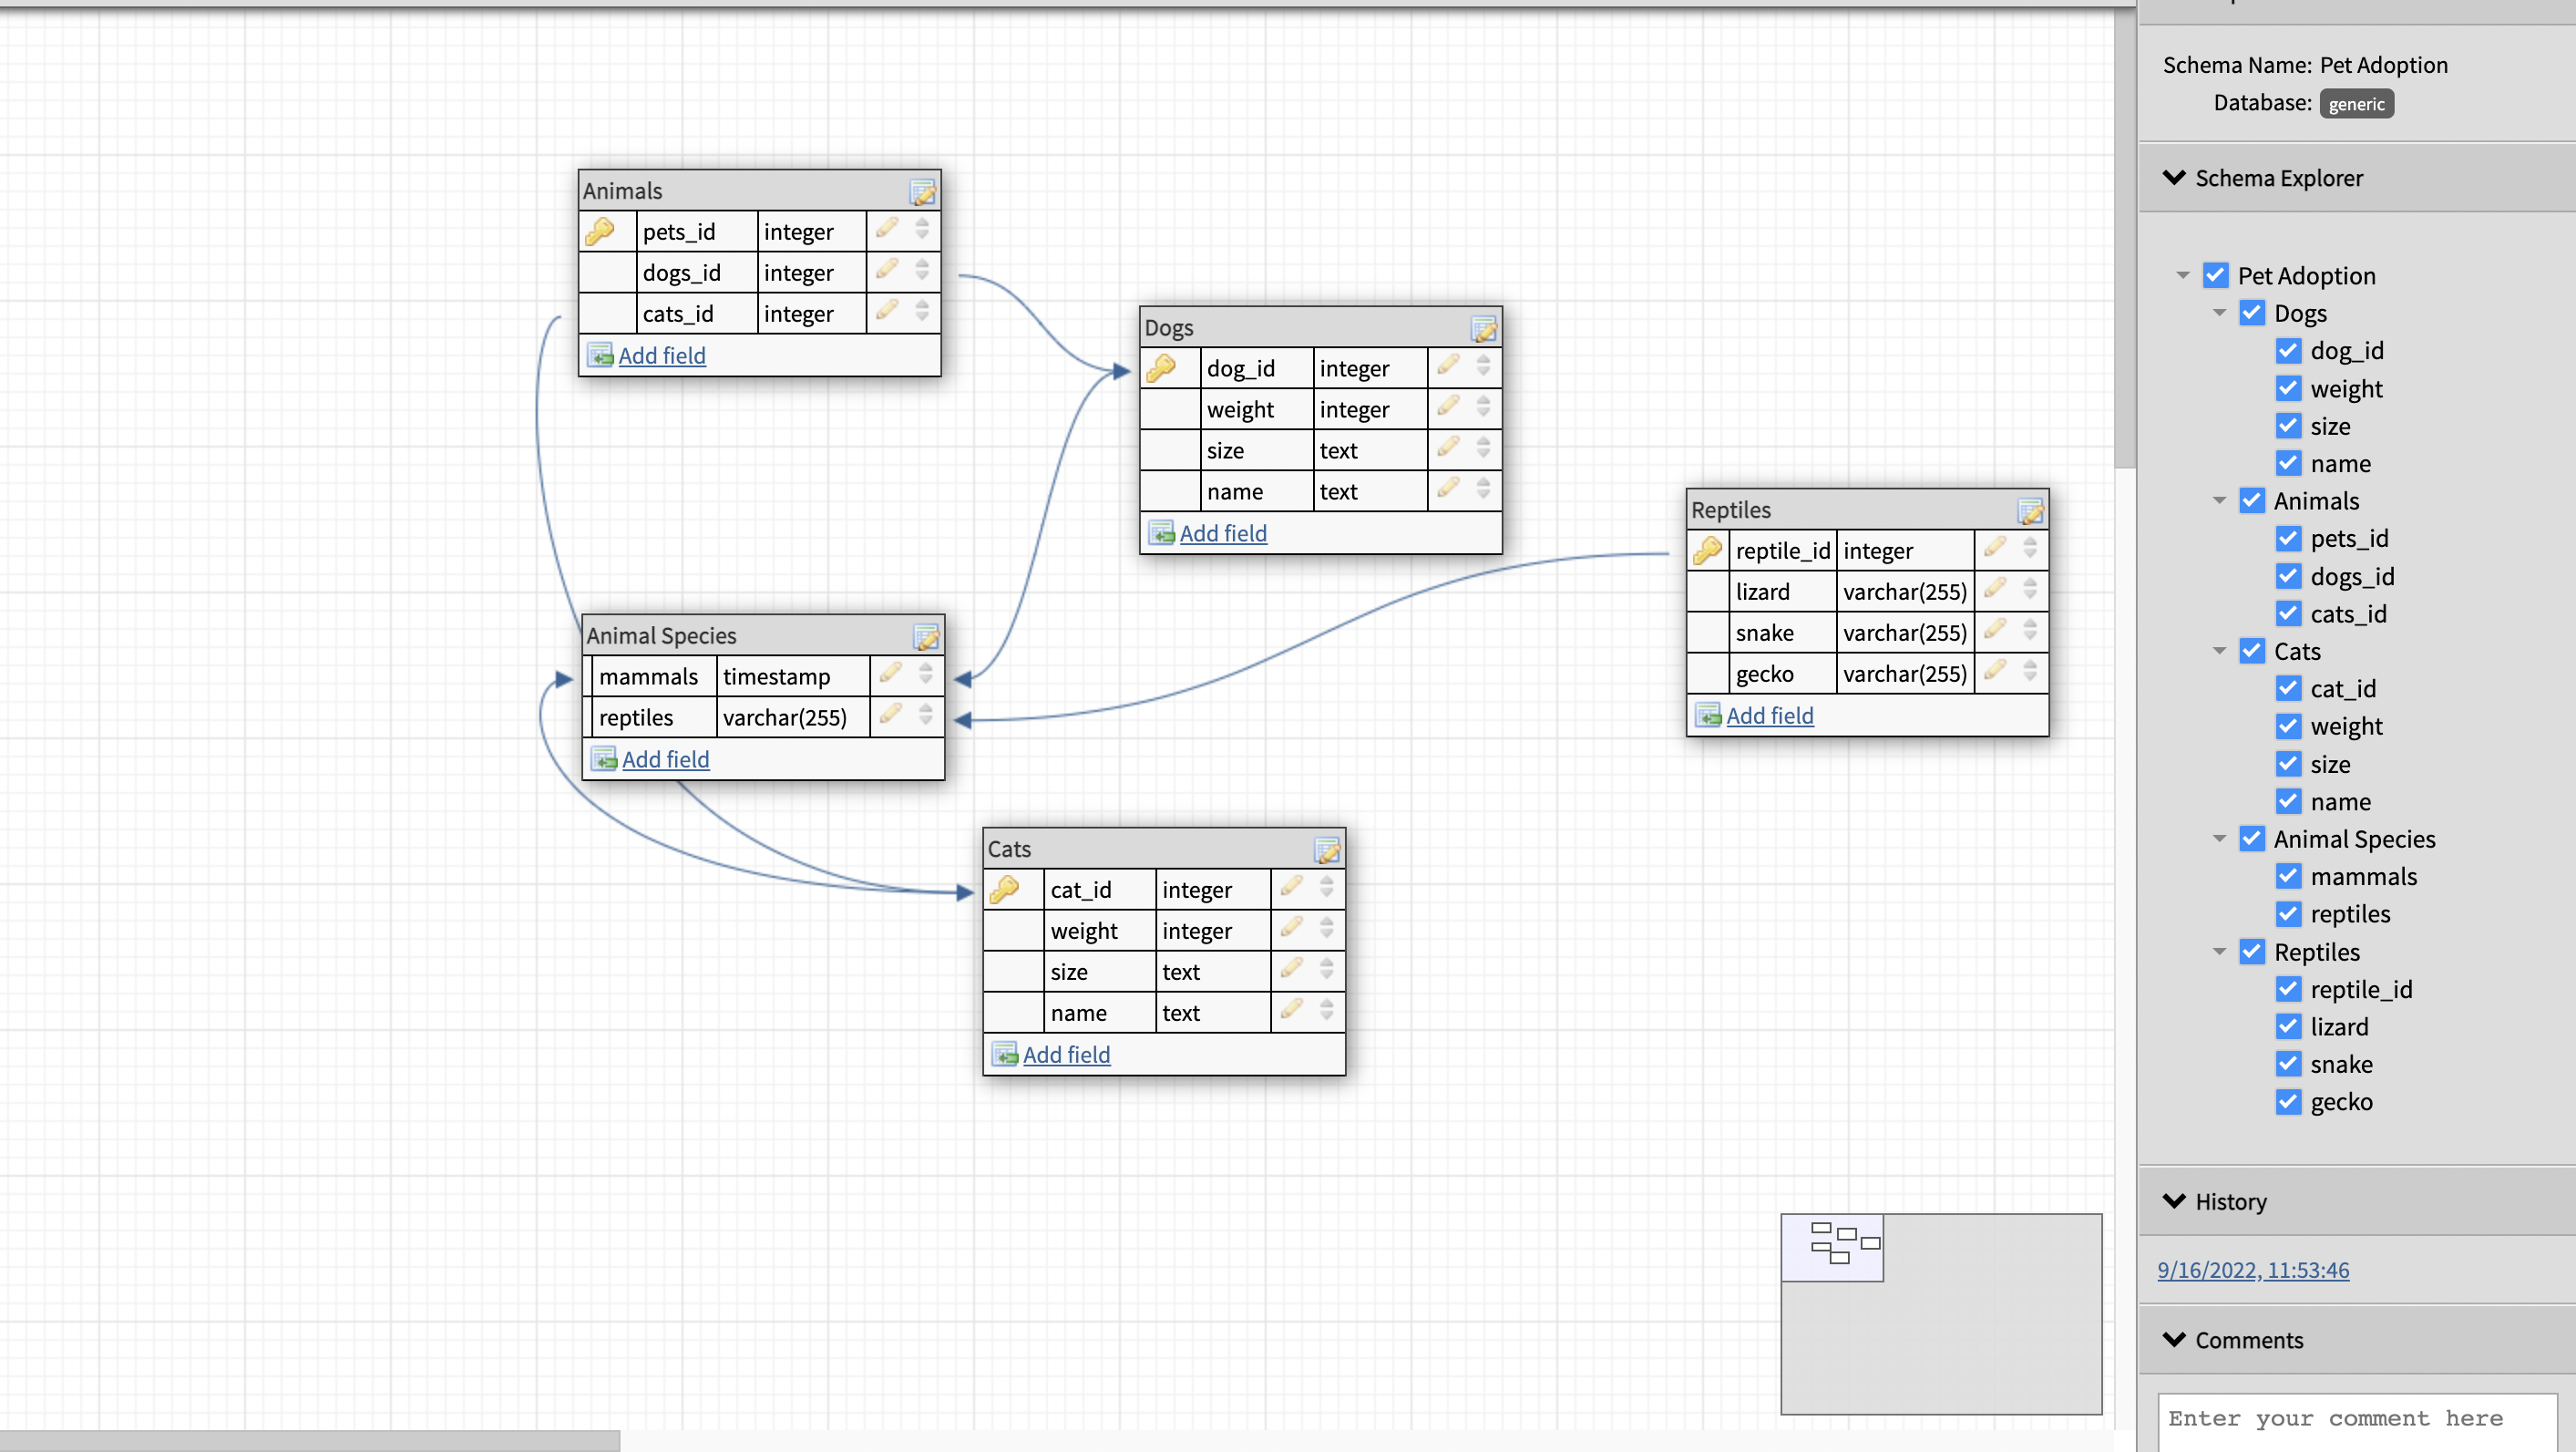 Schema Name: Pet Adoption
Database: generic
Schema Explorer
Pet Adoption
Dogs
dog_id
weight
size
name
Animals
pets_id
dogs_id
cats_id
Cats
cat_id
weight
size
name
Animal Species
mammals
reptiles
Reptiles
reptile_id
lizard
snake
gecko
History
9/16/2022, 11:53:46
Comments
Enter your comment here
Animals
pets_id integer
dogs_id integer
cats_id integer
Add field
Dogs
dog_id integer
weight integer
size text
name text
Add field
Reptiles
reptile_id integer
lizard varchar(255)
snake varchar(255)
gecko varchar(255)
Add field
Animal Species
mammals timestamp
reptiles varchar(255)
Add field
Cats
cat_id integer
weight integer
size text
name text
Add field